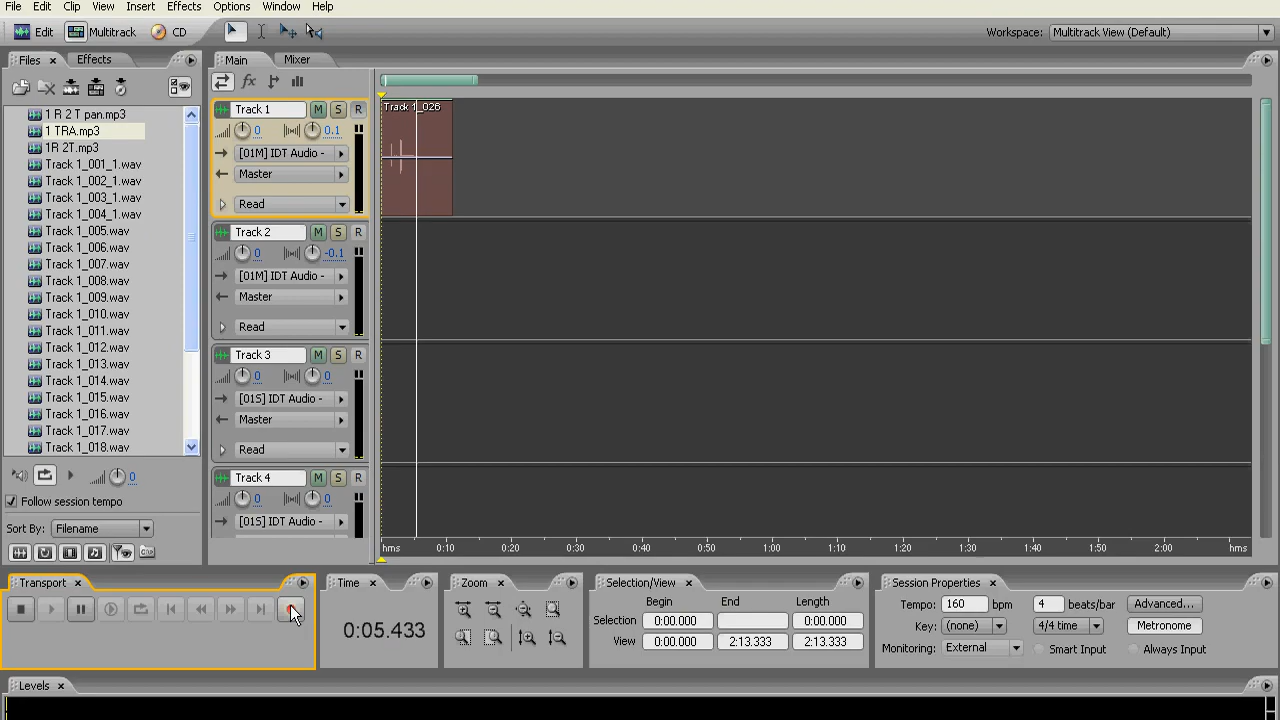 File Edit Clip View Insert Effects Options Window Help
Edit Multitrack CD Workspace: Multitrack View (Default)
Files Effects
1 R 2 T pan.mp3
1 TRA.mp3
1R 2T.mp3
Track 1_001_1.wav
Track 1_002_1.wav
Track 1_003_1.wav
Track 1_004_1.wav
Track 1_005.wav
Track 1_006.wav
Track 1_007.wav
Track 1_008.wav
Track 1_009.wav
Track 1_010.wav
Track 1_011.wav
Track 1_012.wav
Track 1_013.wav
Track 1_014.wav
Track 1_015.wav
Track 1_016.wav
Track 1_017.wav
Track 1_018.wav
0
Follow session tempo
Sort By: Filename
Main Mixer
fx
Track 1 M S R
0 0.1
[01M] IDT Audio -
Master
Read
Track 2 M S R
0 -0.1
[01M] IDT Audio -
Master
Read
Track 3 M S R
0 0
[01S] IDT Audio -
Master
Read
Track 4 M S R
0 0
[01S] IDT Audio -
Track 1_026
hms 0:10 0:20 0:30 0:40 0:50 1:00 1:10 1:20 1:30 1:40 1:50 2:00 hms
Transport
Time
0:05.433
Zoom
Selection/View
Begin End Length
Selection 0:00.000 0:00.000
View 0:00.000 2:13.333 2:13.333
Session Properties
Tempo: 160 bpm 4 beats/bar Advanced...
Key: (none) 4/4 time Metronome
Monitoring: External Smart Input Always Input
Levels